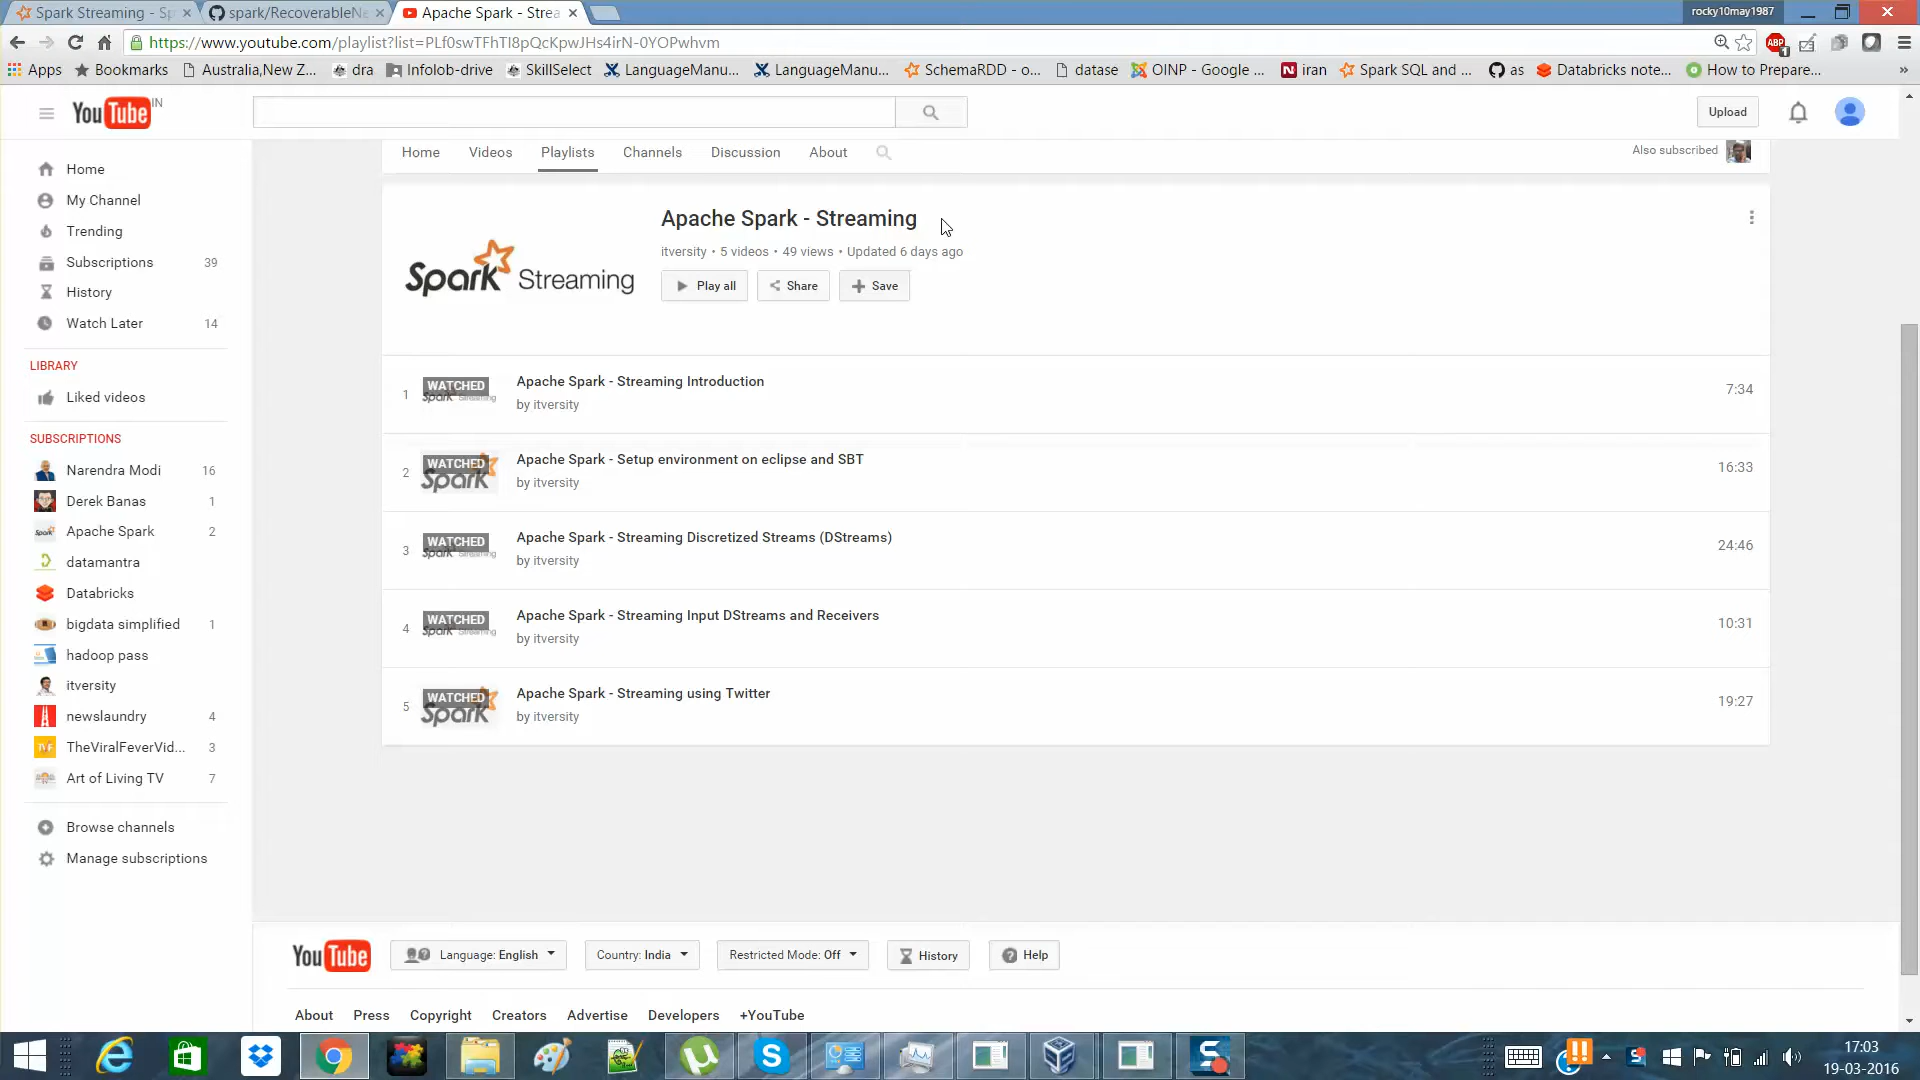 Spark Streaming - Sp
spark/RecoverableNe
Apache Spark - Strea
rocky10may1987
https://www.youtube.com/playlist?list=PLf0swTFhTI8pQcKpwJHs4irN-0YOPwhvm
Apps
Bookmarks
Australia,New Z...
dra
Infolob-drive
SkillSelect
LanguageManu...
LanguageManu...
SchemaRDD - o...
datase
OINP - Google ...
iran
Spark SQL and ...
as
Databricks note...
How to Prepare...
YouTube IN
Upload
Home
My Channel
Trending
Subscriptions 39
History
Watch Later 14
LIBRARY
Liked videos
SUBSCRIPTIONS
Narendra Modi 16
Derek Banas 1
Apache Spark 2
datamantra
Databricks
bigdata simplified 1
hadoop pass
itversity
newslaundry 4
TheViralFeverVid... 3
Art of Living TV 7
Browse channels
Manage subscriptions
Home Videos Playlists Channels Discussion About
Also subscribed
Spark Streaming
Apache Spark - Streaming
itversity • 5 videos • 49 views • Updated 6 days ago
Play all
Share
Save
1 WATCHED Apache Spark - Streaming Introduction 7:34
by itversity
2 WATCHED Apache Spark - Setup environment on eclipse and SBT 16:33
by itversity
3 WATCHED Apache Spark - Streaming Discretized Streams (DStreams) 24:46
by itversity
4 WATCHED Apache Spark - Streaming Input DStreams and Receivers 10:31
by itversity
5 WATCHED Apache Spark - Streaming using Twitter 19:27
by itversity
YouTube
Language: English
Country: India
Restricted Mode: Off
History
Help
About Press Copyright Creators Advertise Developers +YouTube
17:03
19-03-2016